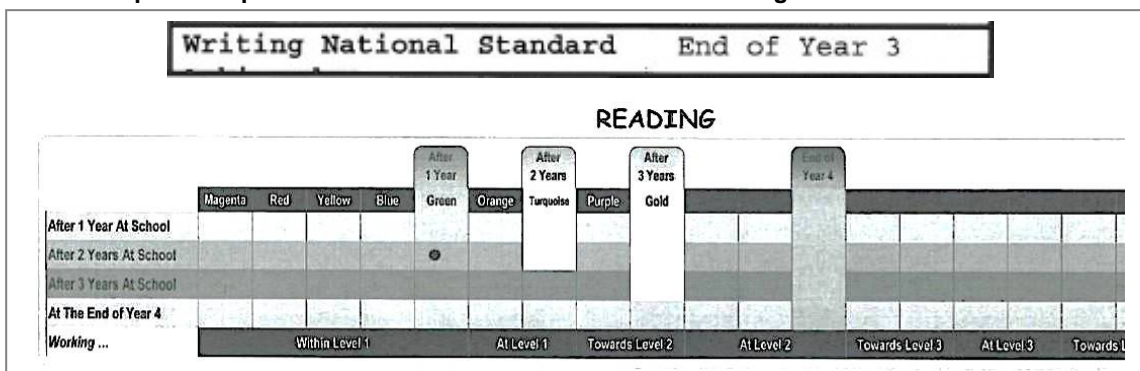 Writing National Standard End of Year 3
READING
After 1 Year
After 2 Years
After 3 Years
End of Year 4
Magenta Red Yellow Blue Green Orange Turquoise Purple Gold
After 1 Year At School
After 2 Years At School
After 3 Years At School
At The End of Year 4
Working ... Within Level 1 At Level 1 Towards Level 2 At Level 2 Towards Level 3 At Level 3 Towards